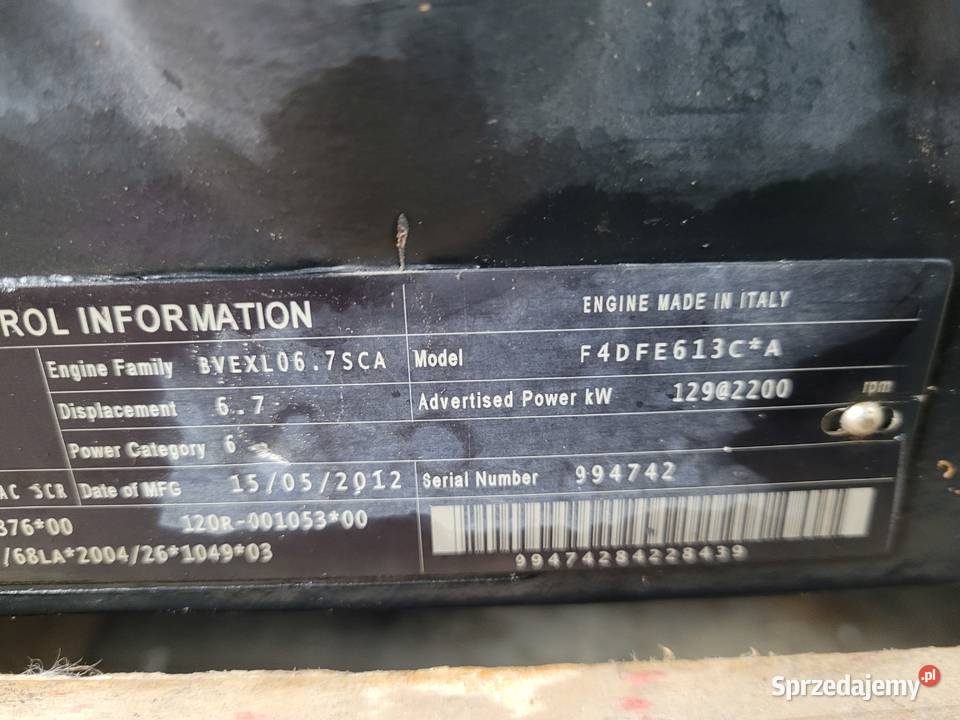 ROL INFORMATION
ENGINE MADE IN ITALY
Engine Family BVEXL06.7SCA
Model F4DFE613C*A
Displacement 6.7
Advertised Power kW 129@2200 rpm
Power Category 6
AC SCR Date of MFG 15/05/2012
Serial Number 994742
376*00 120R-001053*00
/68LA*2004/26*1049*03
99474284228439
Sprzedajemy.pl